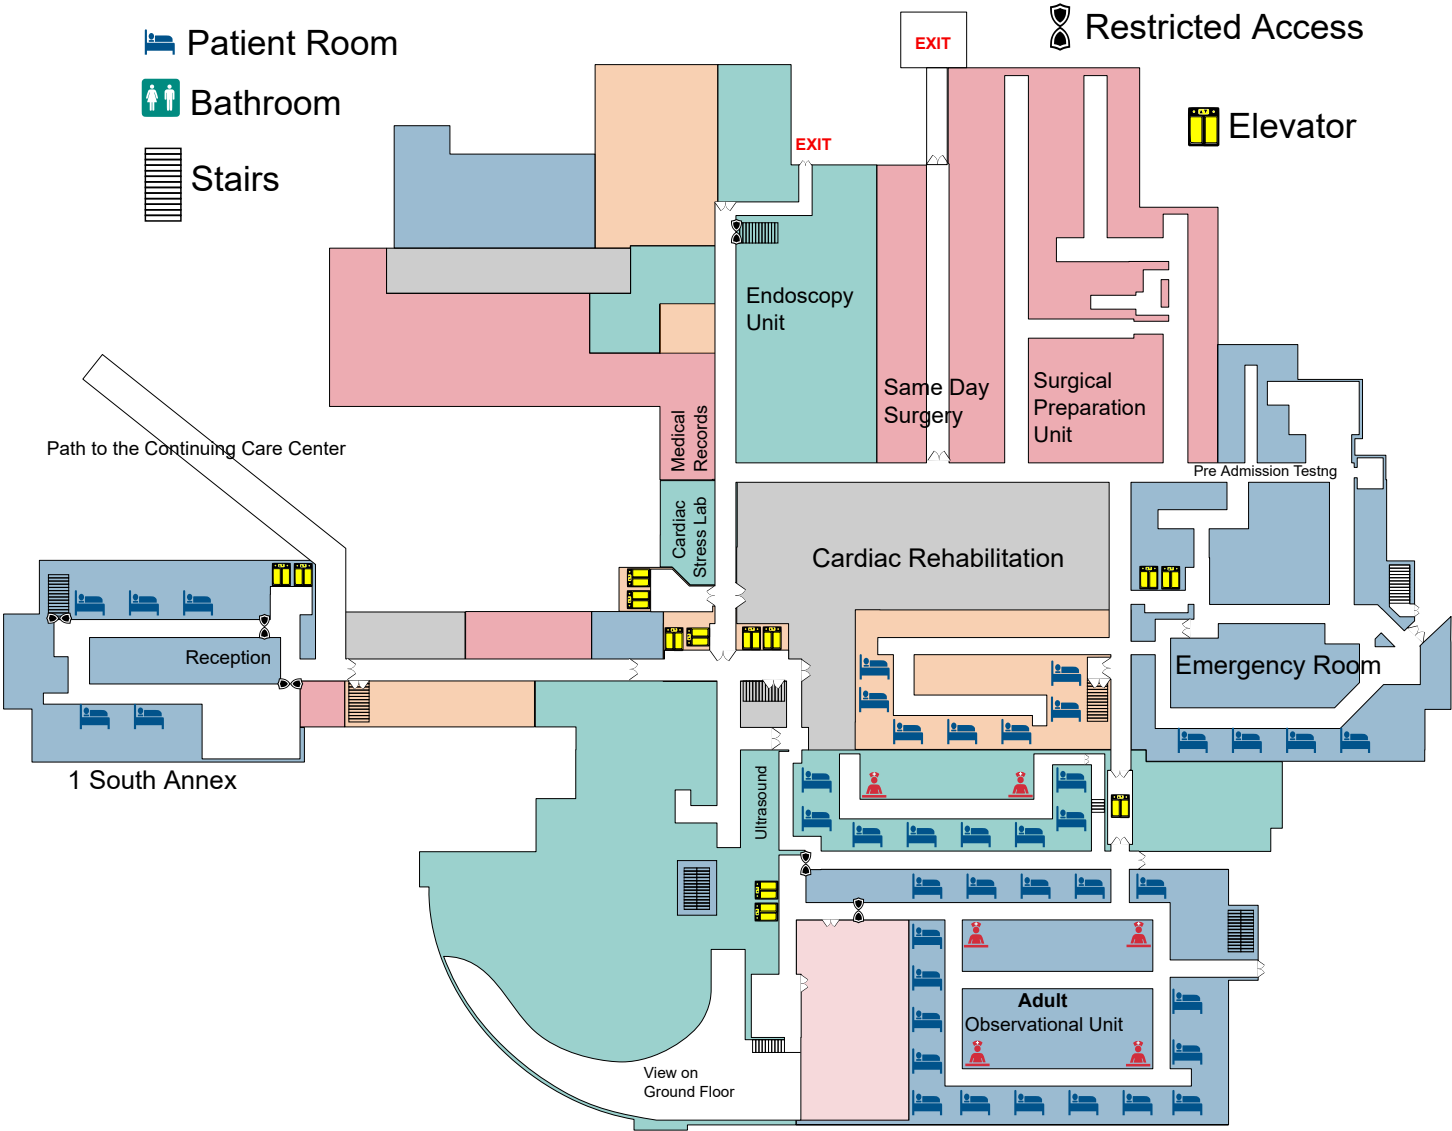 Patient Room
Bathroom
Stairs
Restricted Access
Elevator
EXIT
EXIT
Endoscopy
Unit
Same Day
Surgery
Surgical
Preparation
Unit
Medical
Records
Path to the Continuing Care Center
Pre Admission Testng
Cardiac
Stress Lab
Cardiac Rehabilitation
Reception
Emergency Room
1 South Annex
Ultrasound
Adult
Observational Unit
View on
Ground Floor